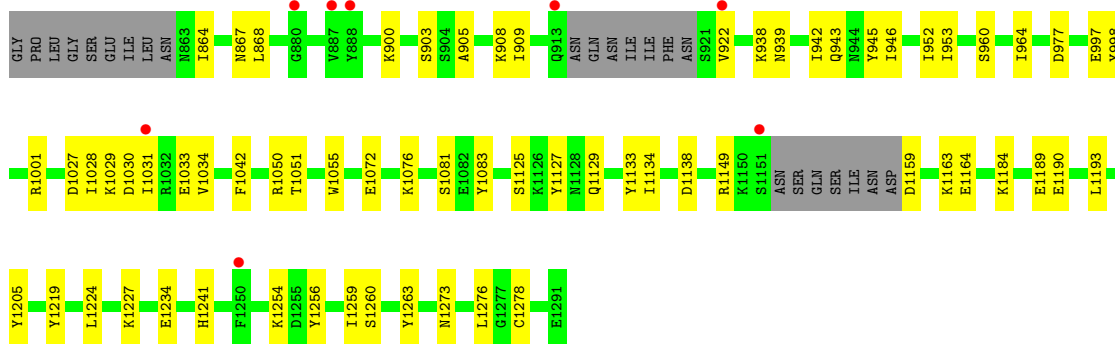 GLY PRO LEU GLY SER GLU ILE LEU ASN N863 I864 N867 L868 G880 V887 Y888 K900 S903 S904 A905 K908 I909 Q913 ASN GLN ASN ILE ILE PHE ASN S921 V922 K938 N939 I942 Q943 N944 Y945 I946 I952 I953 S960 I964 D977 E997 Y998
R1001 D1027 I1028 K1029 D1030 I1031 R1032 E1033 V1034 F1042 R1050 T1051 W1055 E1072 K1076 S1081 E1082 Y1083 S1125 K1126 Y1127 N1128 Q1129 Y1133 I1134 D1138 R1149 K1150 S1151 ASN SER GLN SER ILE ASN ASP D1159 K1163 E1164 K1184 E1189 E1190 L1193
Y1205 Y1219 L1224 K1227 E1234 H1241 F1250 K1254 D1255 Y1256 I1259 S1260 Y1263 N1273 L1276 G1277 C1278 E1291